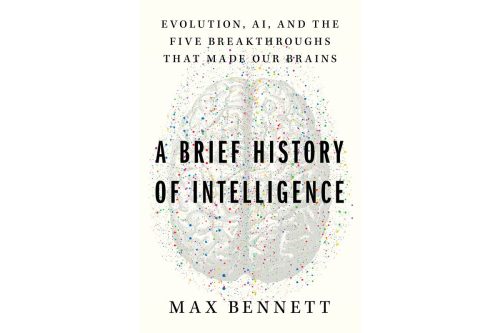 EVOLUTION, AI, AND THE
FIVE BREAKTHROUGHS
THAT MADE OUR BRAINS
A BRIEF HISTORY
OF INTELLIGENCE
MAX BENNETT